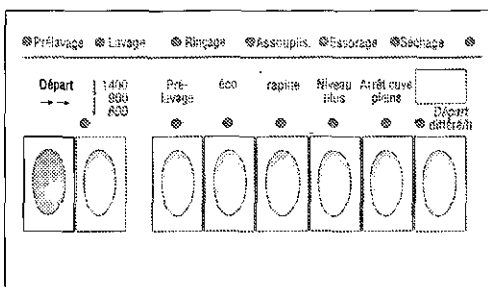 Prélavage Lavage Rinçage Assouplis. Essorage Séchage
Départ 1400 Pré- éco rapide Niveau Arrêt cuve
→→ 900 lavage plus pleine
600
Départ
différé/h